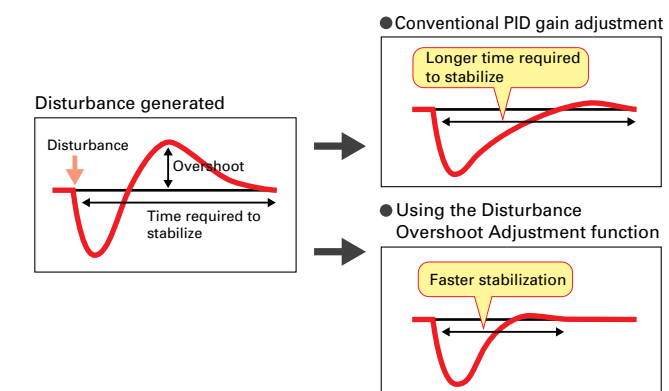 Disturbance generated
Disturbance
Overshoot
Time required to
stabilize
●Conventional PID gain adjustment
Longer time required
to stabilize
●Using the Disturbance
Overshoot Adjustment function
Faster stabilization